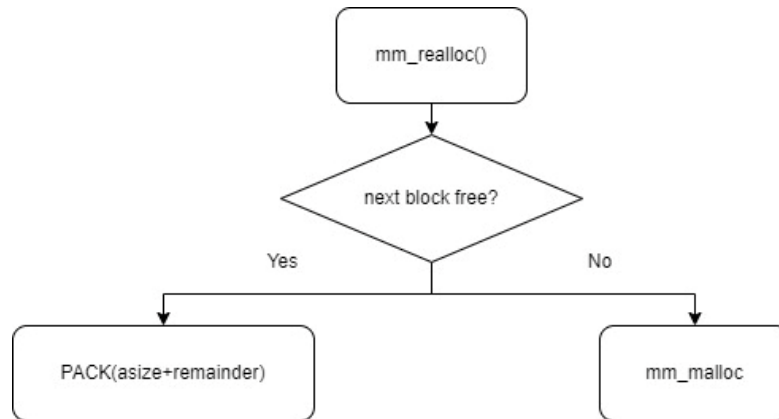 mm_realloc()
next block free?
Yes
No
PACK(asize+remainder)
mm_malloc